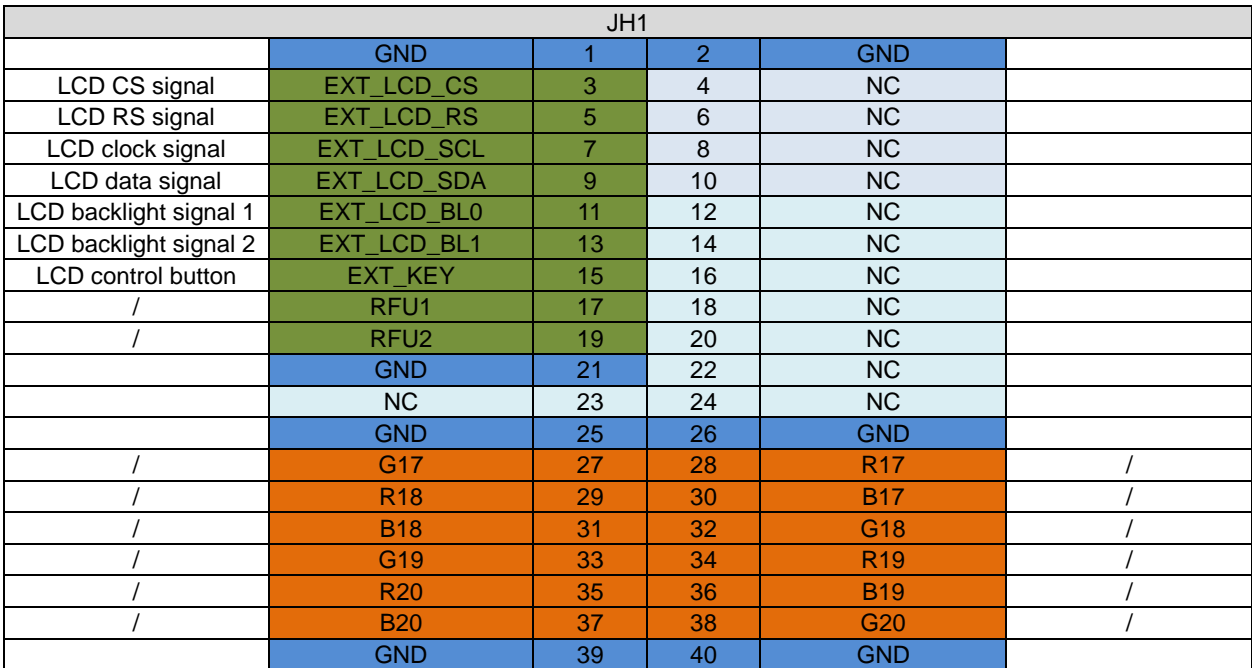 JH1
GND 1 2 GND
LCD CS signal EXT_LCD_CS 3 4 NC
LCD RS signal EXT_LCD_RS 5 6 NC
LCD clock signal EXT_LCD_SCL 7 8 NC
LCD data signal EXT_LCD_SDA 9 10 NC
LCD backlight signal 1 EXT_LCD_BL0 11 12 NC
LCD backlight signal 2 EXT_LCD_BL1 13 14 NC
LCD control button EXT_KEY 15 16 NC
/ RFU1 17 18 NC
/ RFU2 19 20 NC
GND 21 22 NC
NC 23 24 NC
GND 25 26 GND
/ G17 27 28 R17 /
/ R18 29 30 B17 /
/ B18 31 32 G18 /
/ G19 33 34 R19 /
/ R20 35 36 B19 /
/ B20 37 38 G20 /
GND 39 40 GND